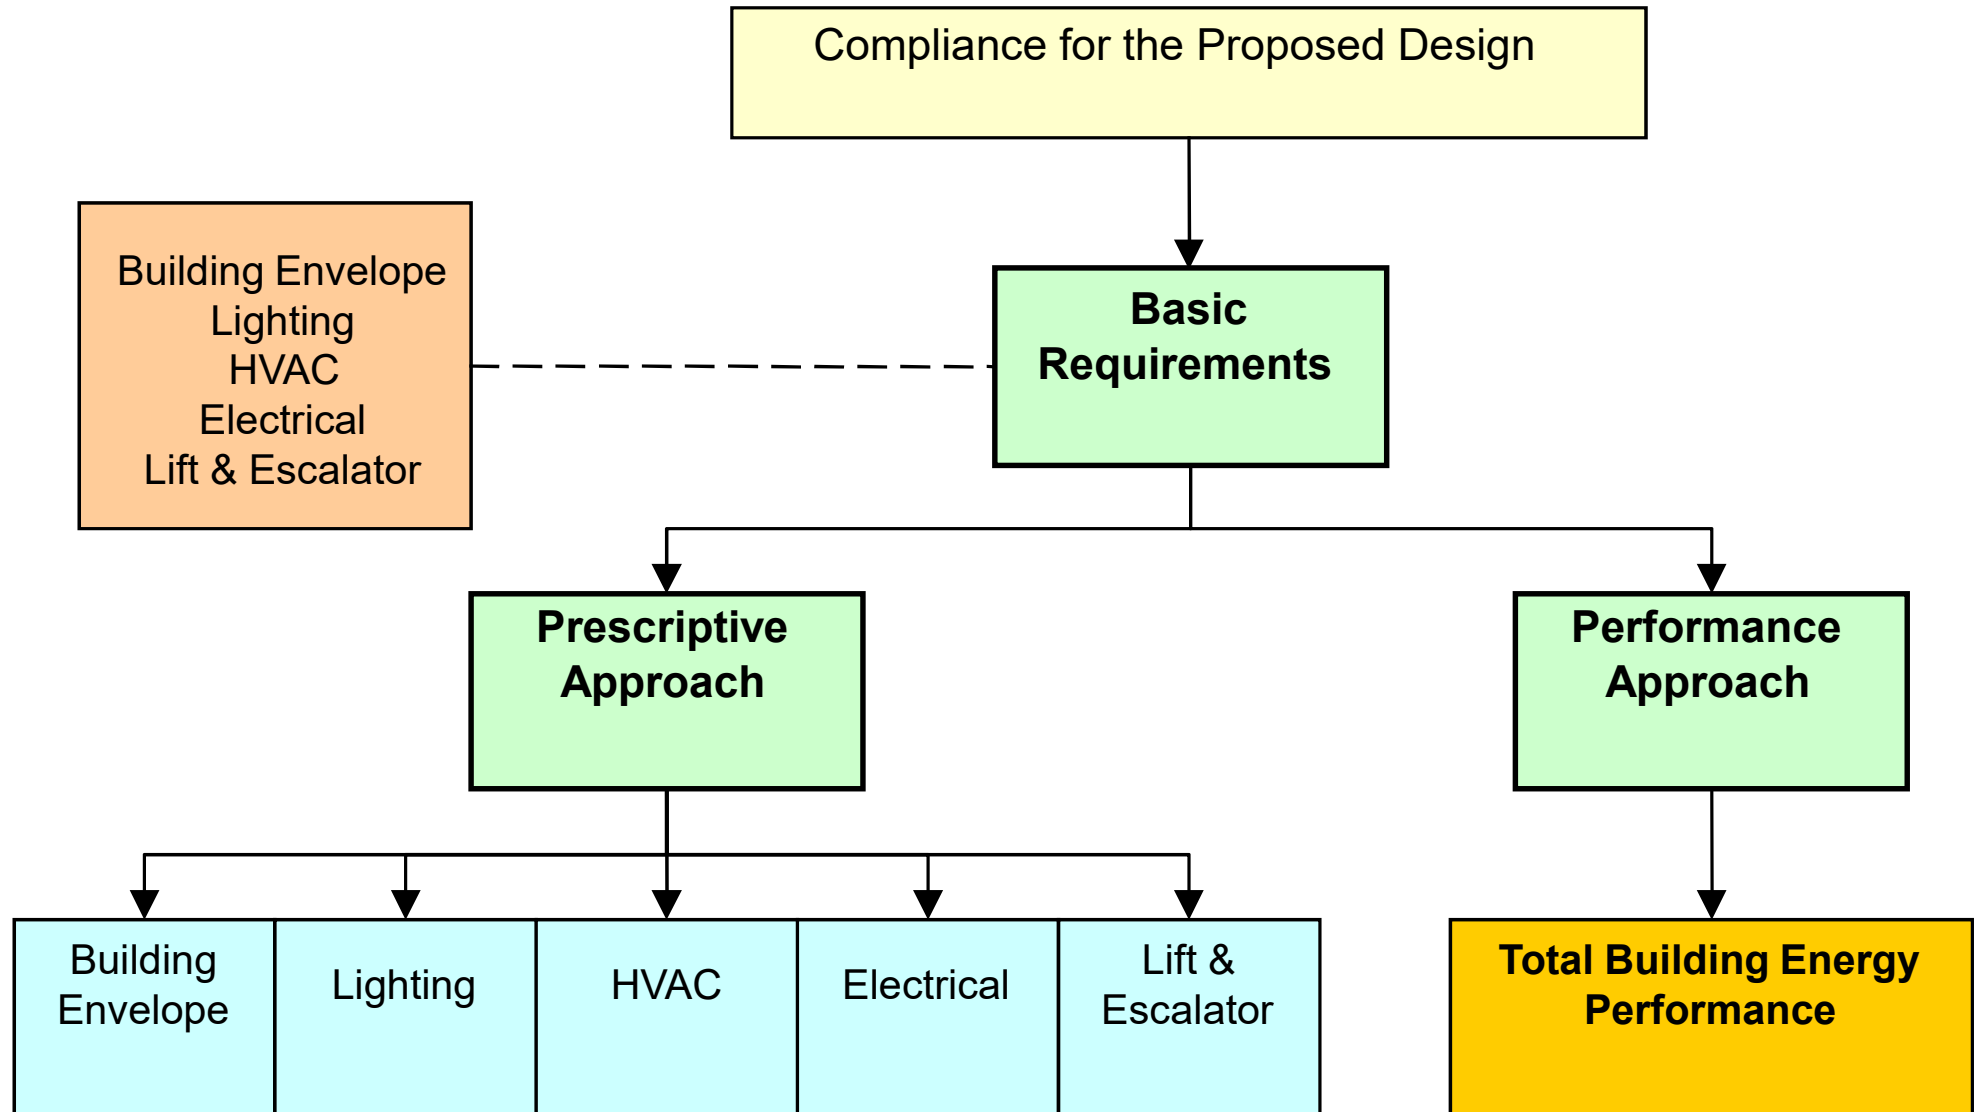 Compliance for the Proposed Design
Building Envelope
Lighting
HVAC
Electrical
Lift & Escalator
Basic
Requirements
Prescriptive
Approach
Performance
Approach
Building
Envelope
Lighting
HVAC
Electrical
Lift &
Escalator
Total Building Energy
Performance